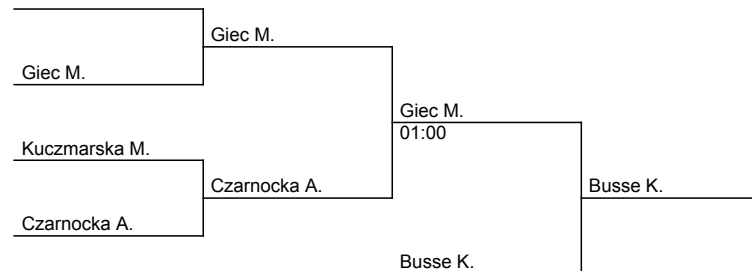 Giec M.
Giec M.
Giec M.
01:00
Kuczmarska M.
Czarnocka A.
Busse K.
Czarnocka A.
Busse K.